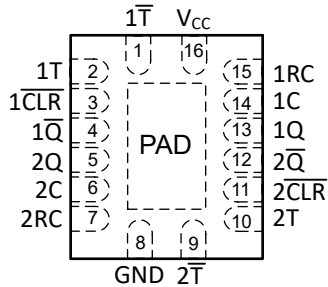 1T̅ V_CC
1 16
1T 2 15 1RC
1C̅L̅R̅ 3 14 1C
1Q̅ 4 13 1Q
PAD
2Q 5 12 2Q̅
2C 6 11 2C̅L̅R̅
2RC 7 10 2T
8 9
GND 2T̅